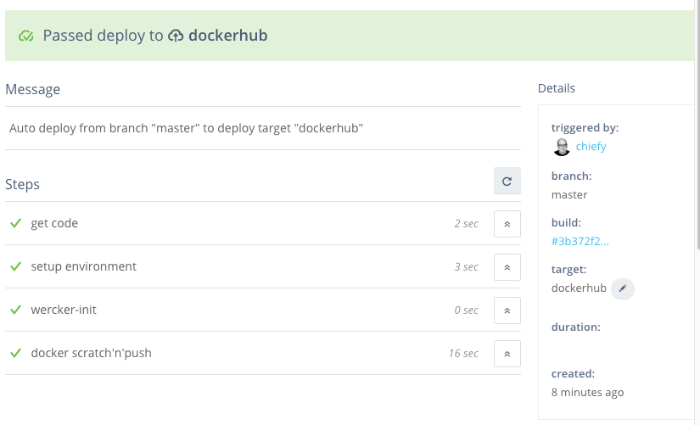 Passed deploy to dockerhub
Message
Auto deploy from branch "master" to deploy target "dockerhub"
Steps
get code 2 sec
setup environment 3 sec
wercker-init 0 sec
docker scratch'n'push 16 sec
Details
triggered by:
chiefy
branch:
master
build:
#3b372f2...
target:
dockerhub
duration:
created:
8 minutes ago